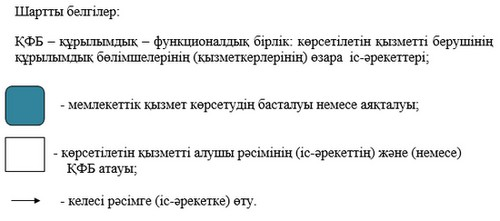 Шартты белгілер:
ҚФБ – құрылымдық – функционалдық бірлік: көрсетілетін қызметті берушінің
құрылымдық бөлімшелерінің (қызметкерлерінің) өзара іс-әрекеттері;
- мемлекеттік қызмет көрсетудің басталуы немесе аяқталуы;
- көрсетілетін қызметті алушы рәсімінің (іс-әрекеттің) және (немесе)
ҚФБ атауы;
- келесі рәсімге (іс-әрекетке) өту.